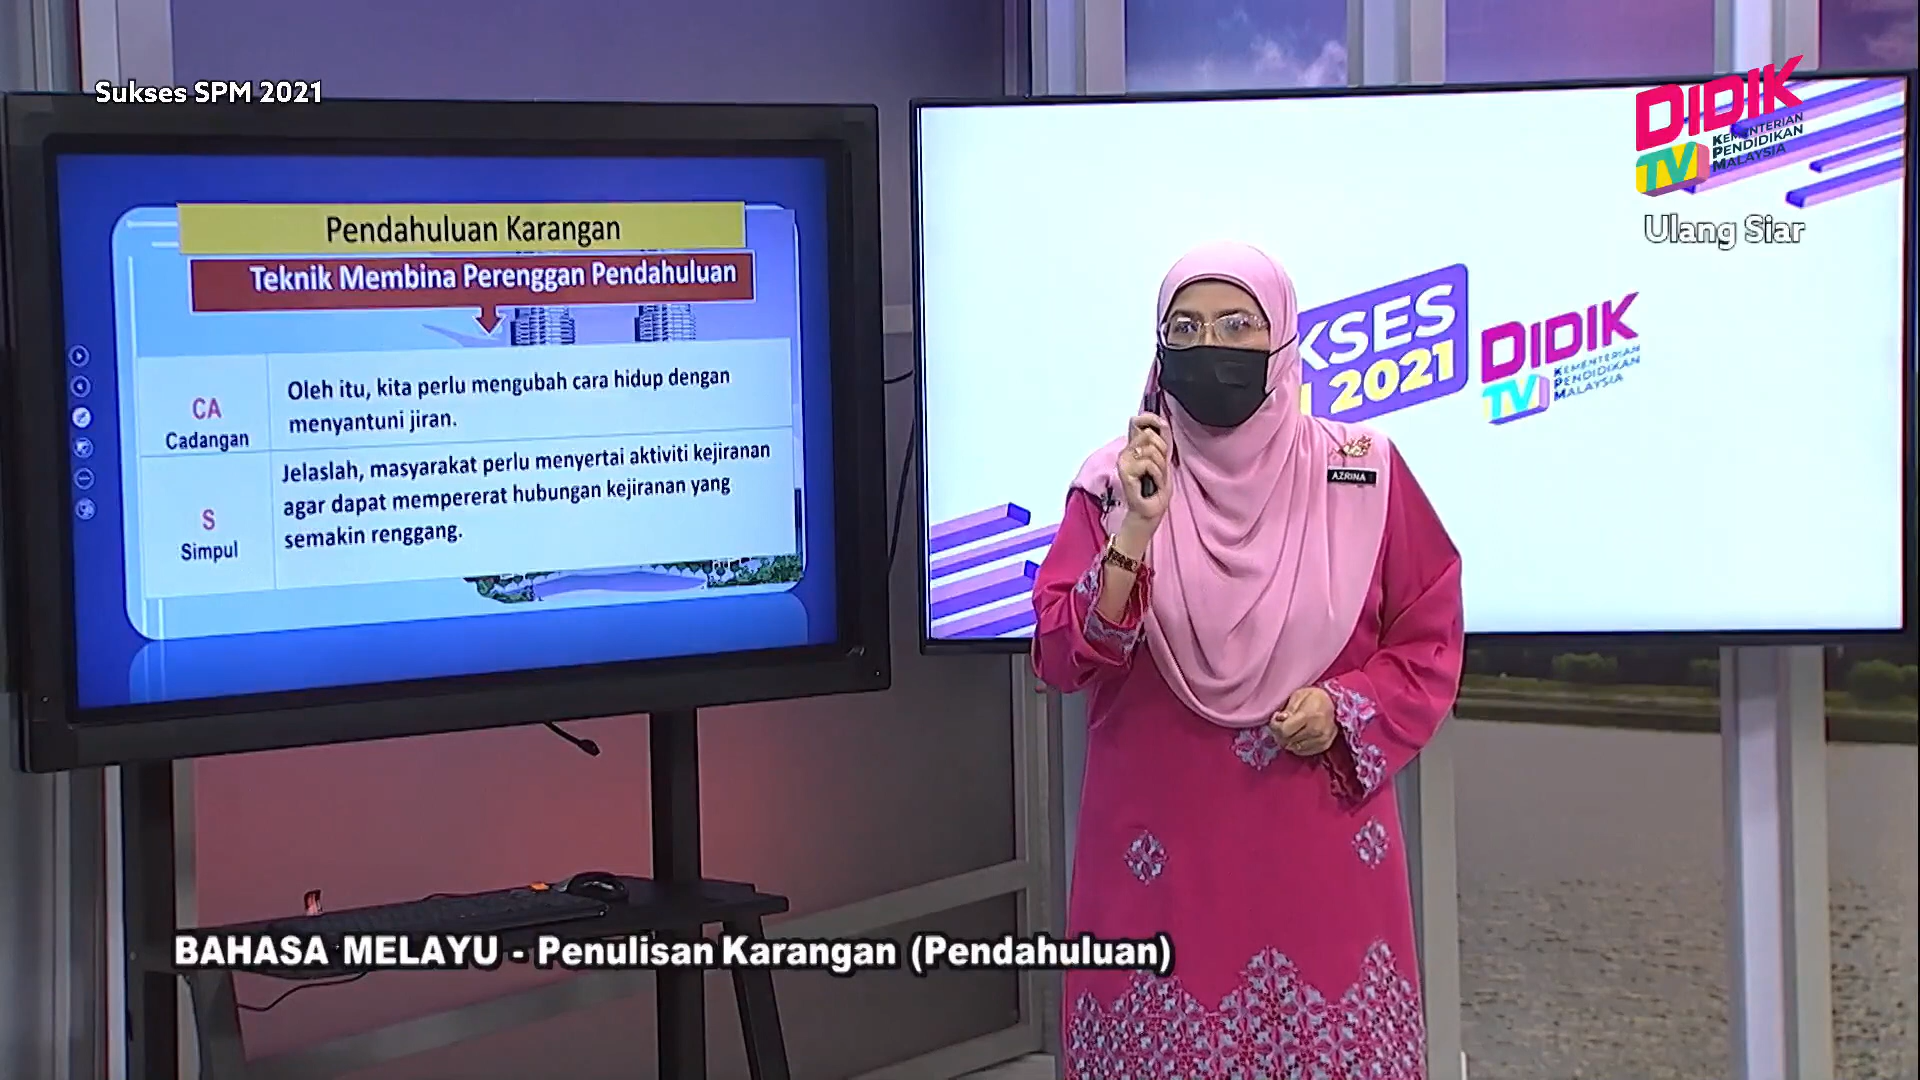 Sukses SPM 2021
DIDIK
TV
KEMENTERIAN
PENDIDIKAN
MALAYSIA
Ulang Siar
Pendahuluan Karangan
Teknik Membina Perenggan Pendahuluan
CA
Cadangan
Oleh itu, kita perlu mengubah cara hidup dengan
menyantuni jiran.
S
Simpul
Jelaslah, masyarakat perlu menyertai aktiviti kejiranan
agar dapat mempererat hubungan kejiranan yang
semakin renggang.
KSES
2021
DIDIK
TV
KEMENTERIAN
PENDIDIKAN
MALAYSIA
AZRINA
BAHASA MELAYU - Penulisan Karangan (Pendahuluan)